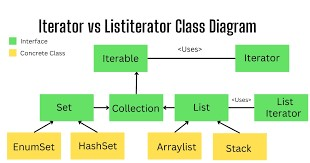 Iterator vs Listiterator Class Diagram
Interface
Concrete Class
Iterable
<Uses>
Iterator
Set
Collection
List
<Uses>
List
Iterator
EnumSet
HashSet
Arraylist
Stack